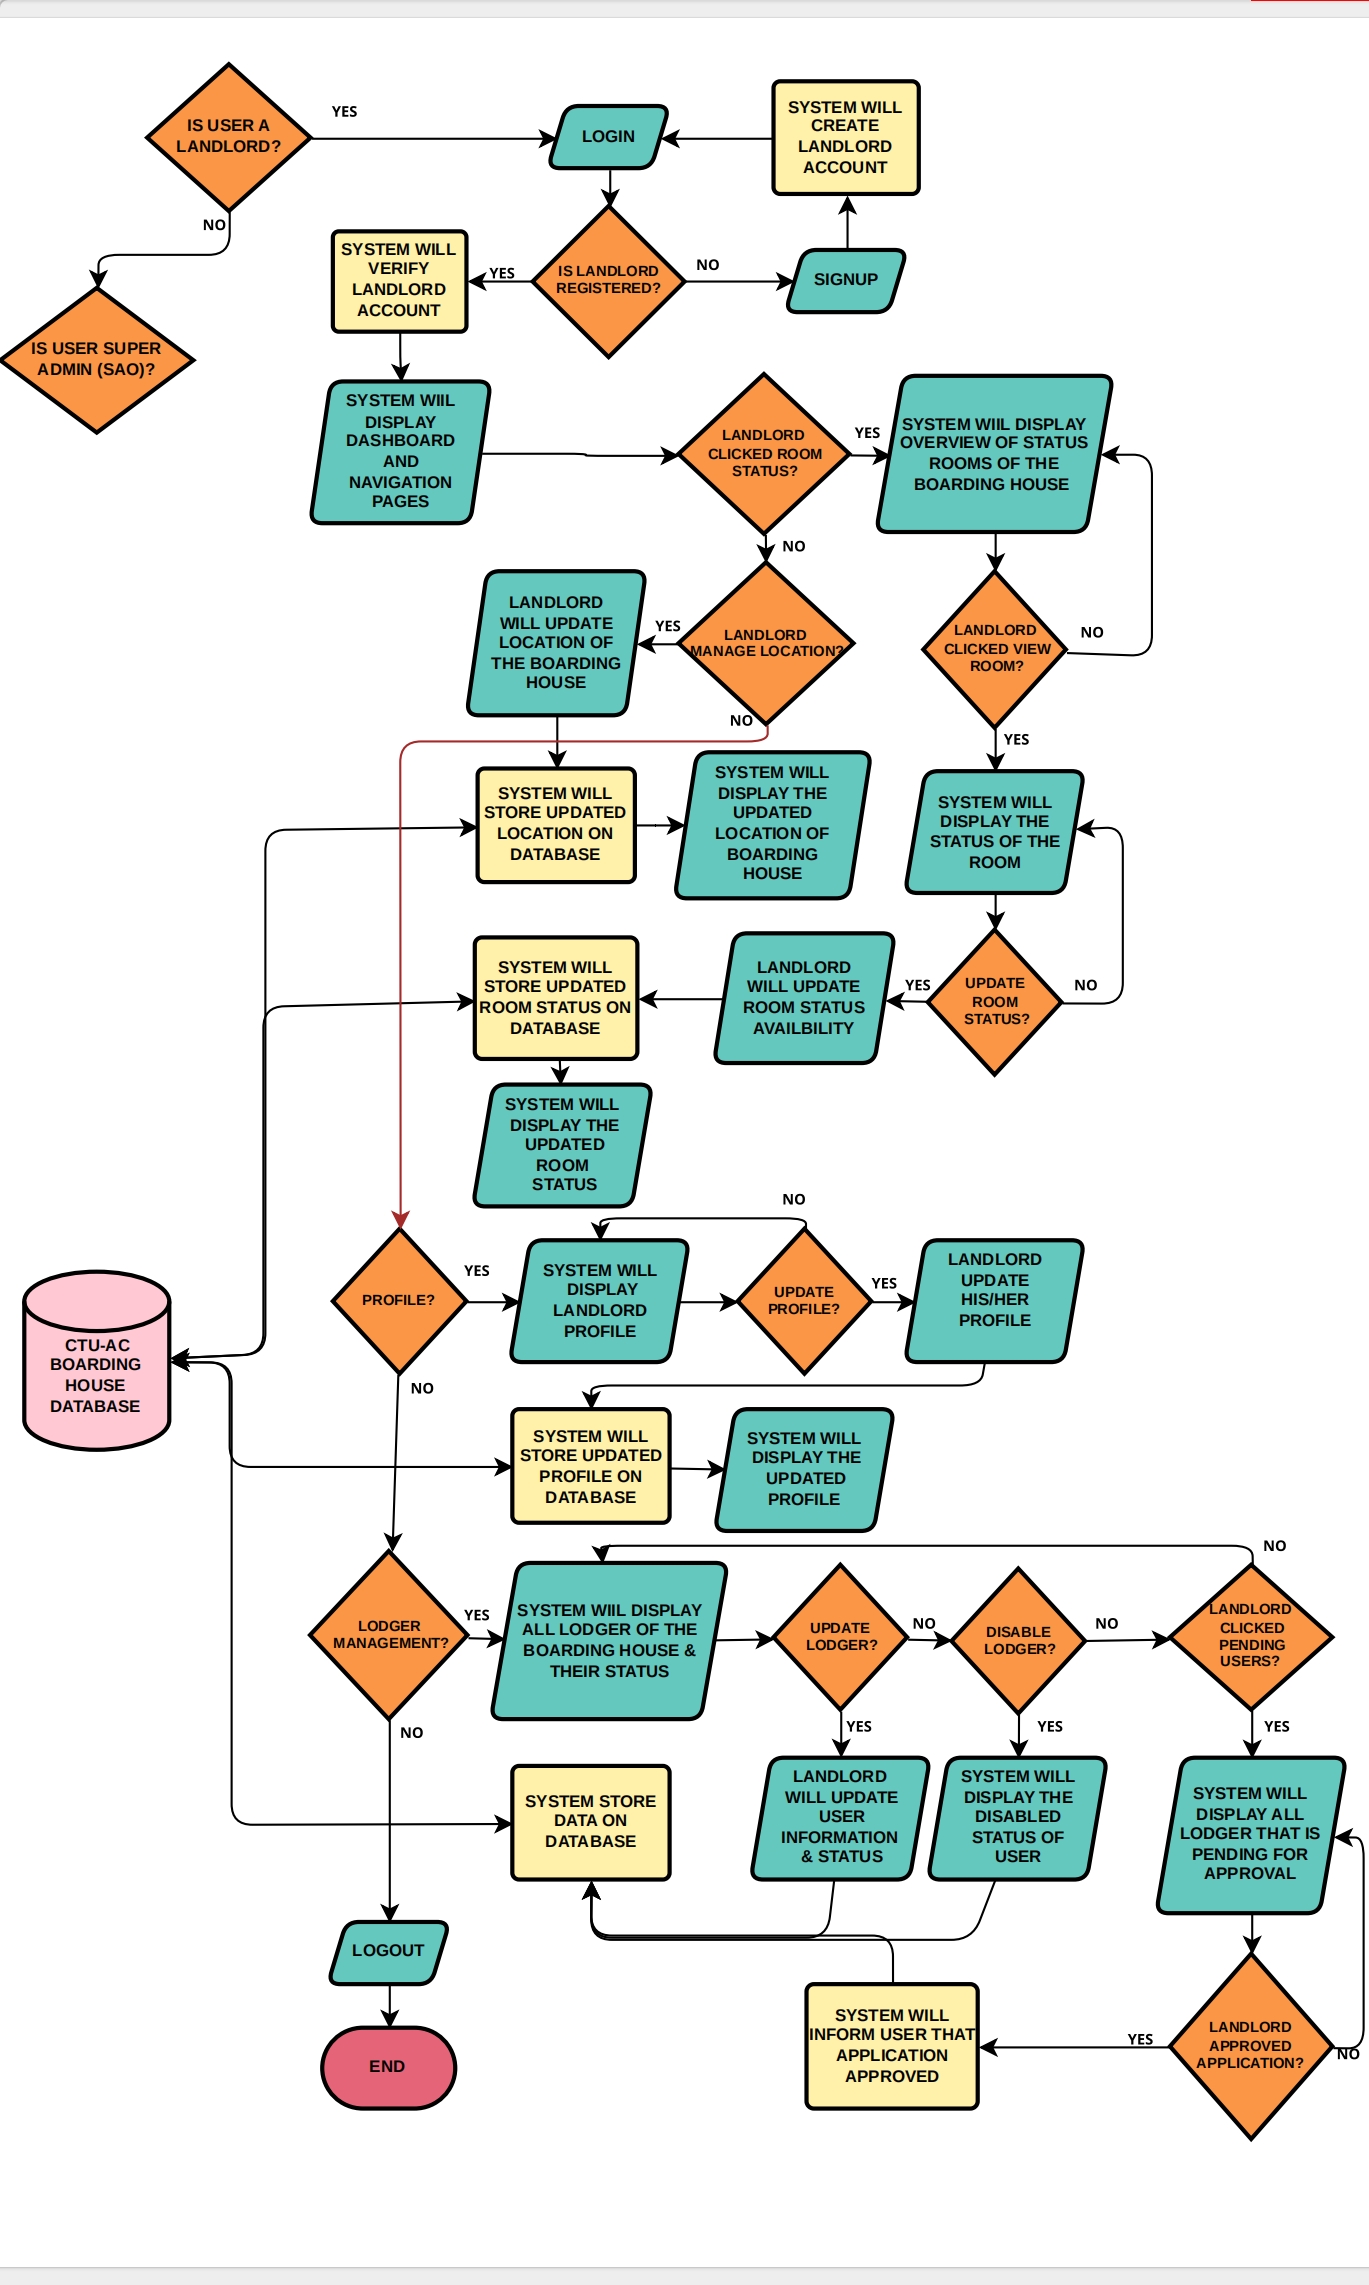 IS USER A
LANDLORD?
YES
LOGIN
SYSTEM WILL
CREATE
LANDLORD
ACCOUNT
NO
SYSTEM WILL
VERIFY
LANDLORD
ACCOUNT
YES
IS LANDLORD
REGISTERED?
NO
SIGNUP
IS USER SUPER
ADMIN (SAO)?
SYSTEM WIIL
DISPLAY
DASHBOARD
AND
NAVIGATION
PAGES
LANDLORD
CLICKED ROOM
STATUS?
YES
SYSTEM WIIL DISPLAY
OVERVIEW OF STATUS
ROOMS OF THE
BOARDING HOUSE
NO
LANDLORD
WILL UPDATE
LOCATION OF
THE BOARDING
HOUSE
YES
LANDLORD
MANAGE LOCATION?
LANDLORD
CLICKED VIEW
ROOM?
NO
NO
YES
SYSTEM WILL
STORE UPDATED
LOCATION ON
DATABASE
SYSTEM WILL
DISPLAY THE
UPDATED
LOCATION OF
BOARDING
HOUSE
SYSTEM WILL
DISPLAY THE
STATUS OF THE
ROOM
SYSTEM WILL
STORE UPDATED
ROOM STATUS ON
DATABASE
LANDLORD
WILL UPDATE
ROOM STATUS
AVAILBILITY
YES
UPDATE
ROOM
STATUS?
NO
SYSTEM WILL
DISPLAY THE
UPDATED
ROOM
STATUS
NO
PROFILE?
YES
SYSTEM WILL
DISPLAY
LANDLORD
PROFILE
UPDATE
PROFILE?
YES
LANDLORD
UPDATE
HIS/HER
PROFILE
CTU-AC
BOARDING
HOUSE
DATABASE
NO
SYSTEM WILL
STORE UPDATED
PROFILE ON
DATABASE
SYSTEM WILL
DISPLAY THE
UPDATED
PROFILE
NO
LODGER
MANAGEMENT?
YES
SYSTEM WIIL DISPLAY
ALL LODGER OF THE
BOARDING HOUSE &
THEIR STATUS
UPDATE
LODGER?
NO
DISABLE
LODGER?
NO
LANDLORD
CLICKED
PENDING
USERS?
NO
YES
YES
YES
SYSTEM STORE
DATA ON
DATABASE
LANDLORD
WILL UPDATE
USER
INFORMATION
& STATUS
SYSTEM WILL
DISPLAY THE
DISABLED
STATUS OF
USER
SYSTEM WILL
DISPLAY ALL
LODGER THAT IS
PENDING FOR
APPROVAL
LOGOUT
END
SYSTEM WILL
INFORM USER THAT
APPLICATION
APPROVED
YES
LANDLORD
APPROVED
APPLICATION?
NO